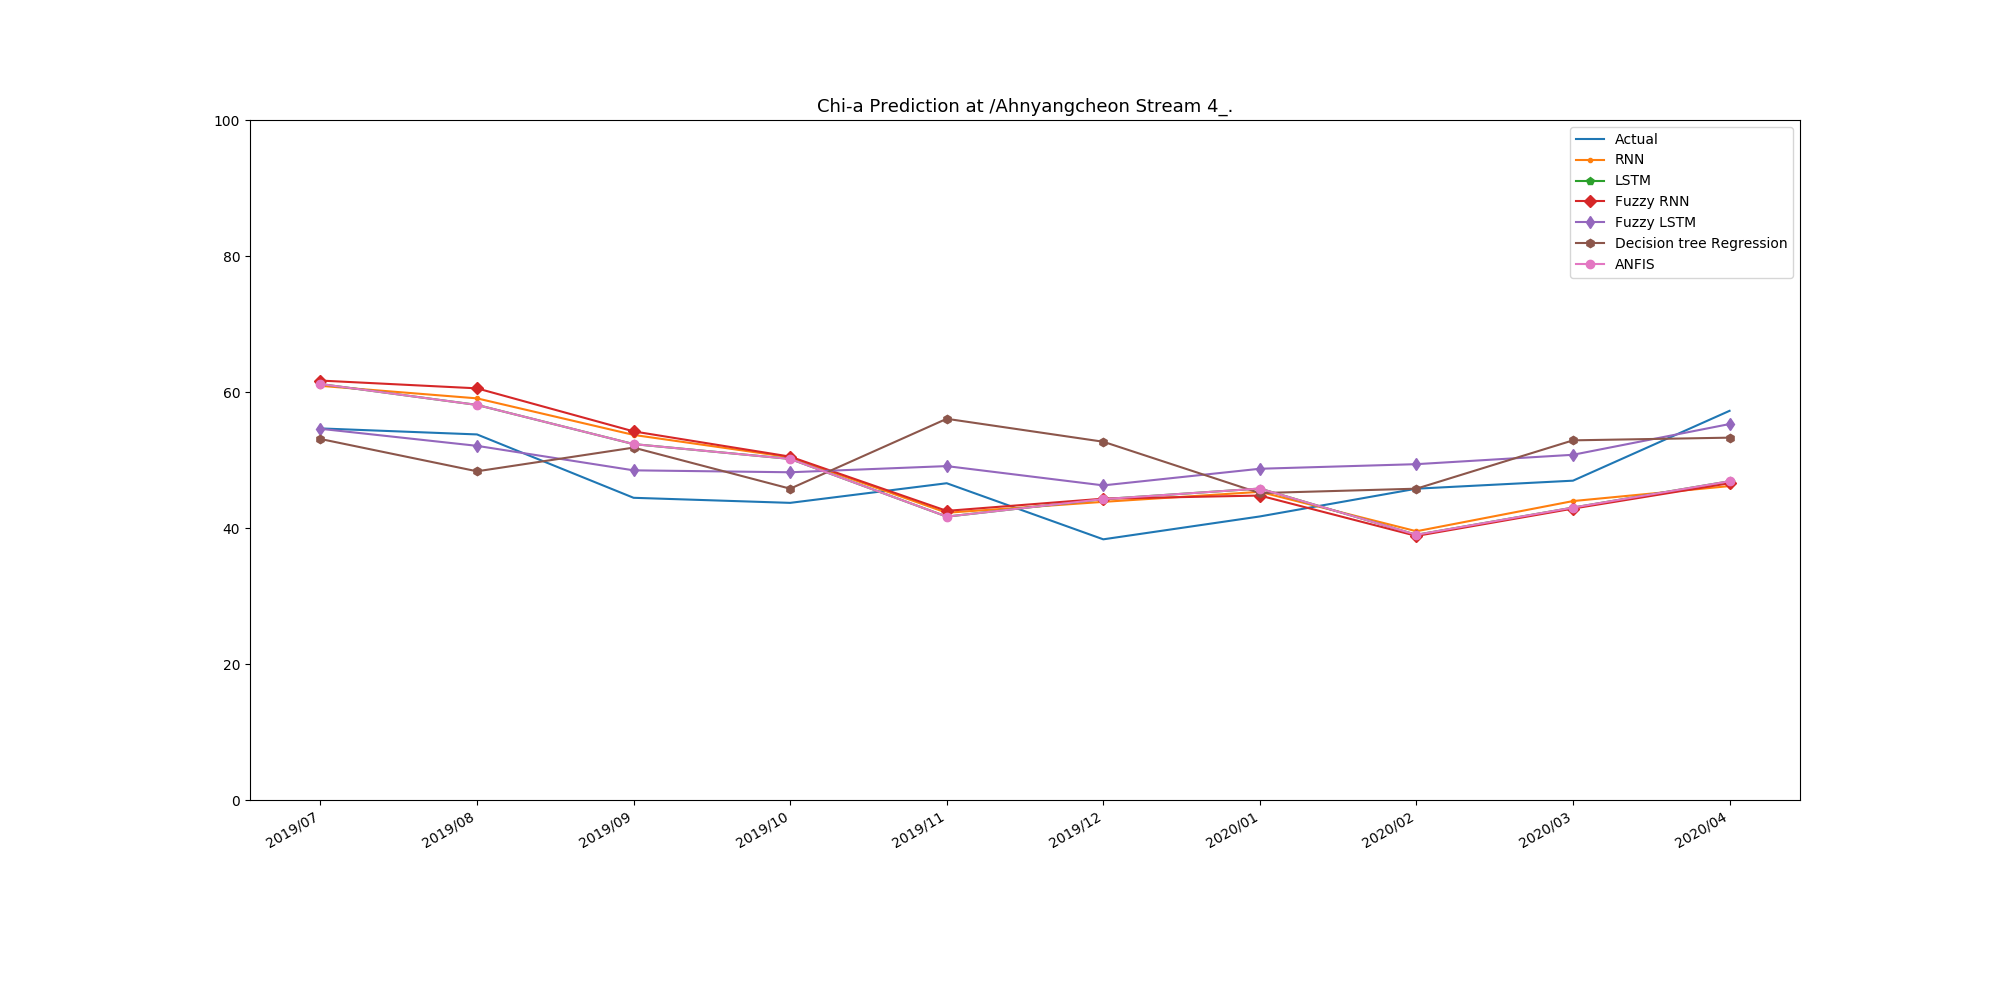 Chi-a Prediction at /Ahnyangcheon Stream 4_.
100
80
60
40
20
0
Actual
RNN
LSTM
Fuzzy RNN
Fuzzy LSTM
Decision tree Regression
ANFIS
2019/07
2019/08
2019/09
2019/10
2019/11
2019/12
2020/01
2020/02
2020/03
2020/04